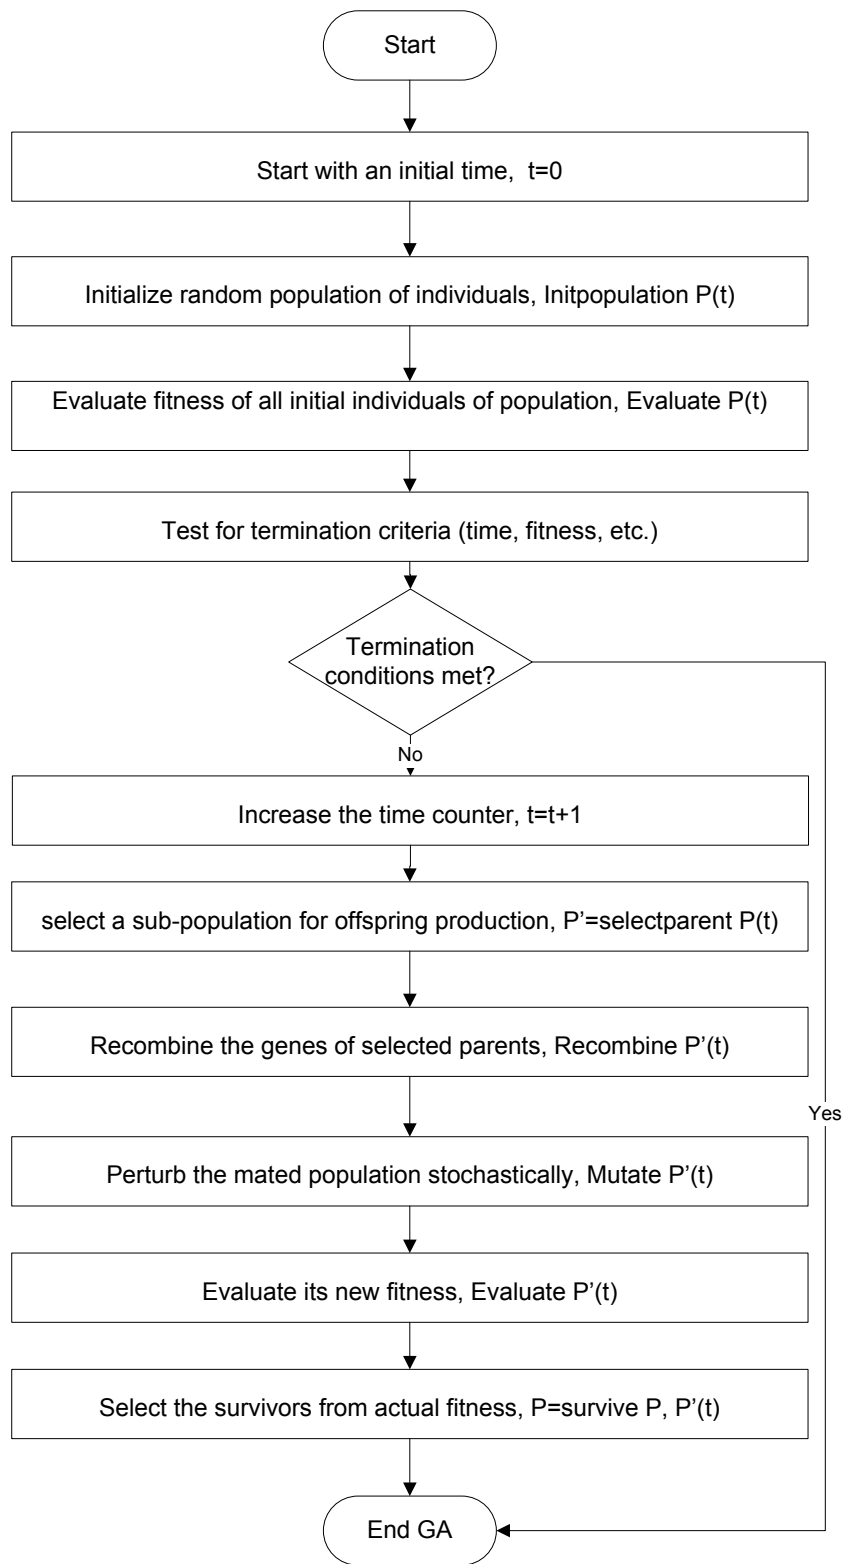 Start
Start with an initial time,  t=0
Initialize random population of individuals, Initpopulation P(t)
Evaluate fitness of all initial individuals of population, Evaluate P(t)
Test for termination criteria (time, fitness, etc.)
Termination
conditions met?
No
Increase the time counter, t=t+1
select a sub-population for offspring production, P’=selectparent P(t)
Recombine the genes of selected parents, Recombine P’(t)
Yes
Perturb the mated population stochastically, Mutate P’(t)
Evaluate its new fitness, Evaluate P’(t)
Select the survivors from actual fitness, P=survive P, P’(t)
End GA